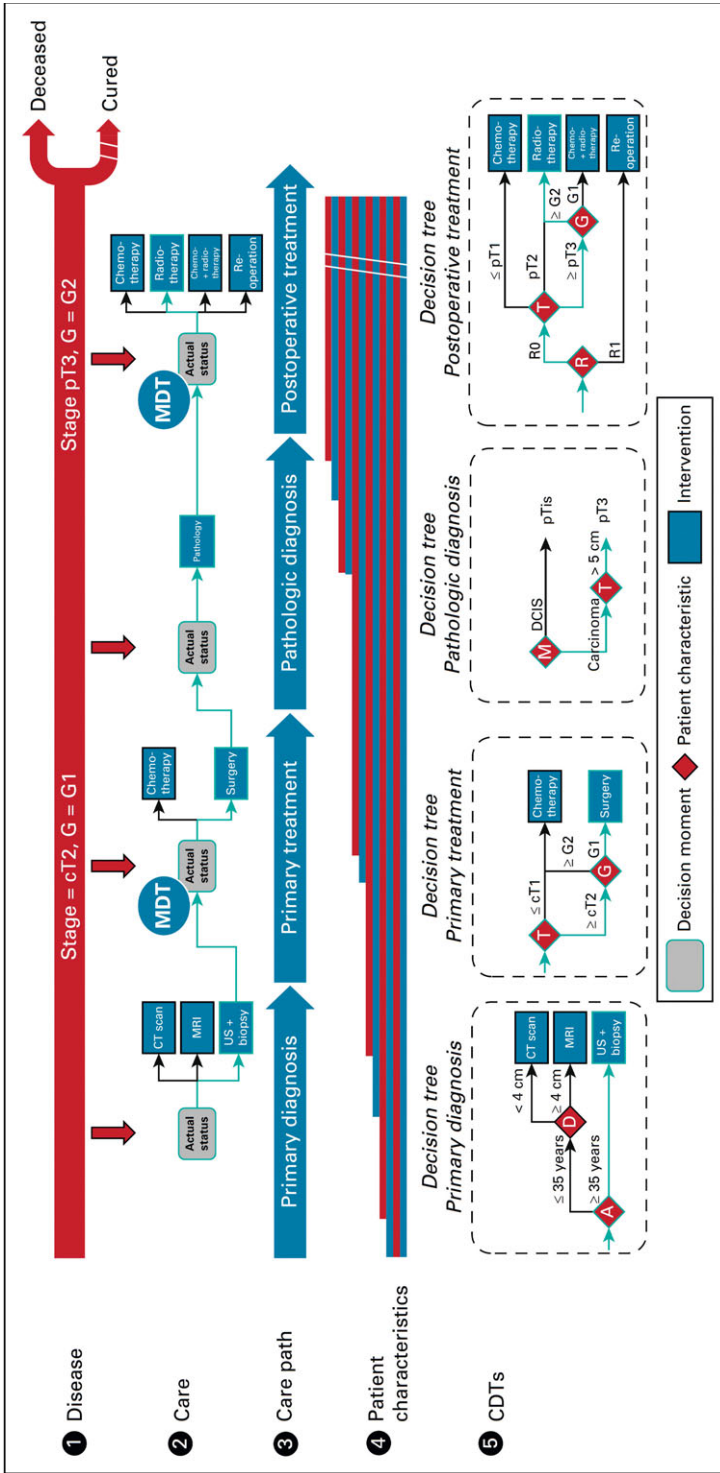 1 Disease
Stage = cT2, G = G1
Stage pT3, G = G2
Deceased
Cured
2 Care
Actual
status
CT scan
MRI
US +
biopsy
MDT
Actual
status
Chemo-
therapy
Surgery
Actual
status
Pathology
MDT
Actual
status
Chemo-
therapy
Radio-
therapy
Chemo-
+ radio-
therapy
Re-
operation
3 Care path
Primary diagnosis
Primary treatment
Pathologic diagnosis
Postoperative treatment
4 Patient
characteristics
5 CDTs
Decision tree
Primary diagnosis
A
≤ 35 years
≥ 35 years
D
< 4 cm
≥ 4 cm
CT scan
MRI
US +
biopsy
Decision tree
Primary treatment
T
≤ cT1
≥ cT2
G
≥ G2
G1
Chemo-
therapy
Surgery
Decision tree
Pathologic diagnosis
M
DCIS
pTis
Carcinoma
T
> 5 cm
pT3
Decision tree
Postoperative treatment
R
R0
R1
T
≤ pT1
pT2
≥ pT3
G
≥ G2
G1
Chemo-
therapy
Radio-
therapy
Chemo-
+ radio-therapy
Re-
operation
Decision moment
Patient characteristic
Intervention